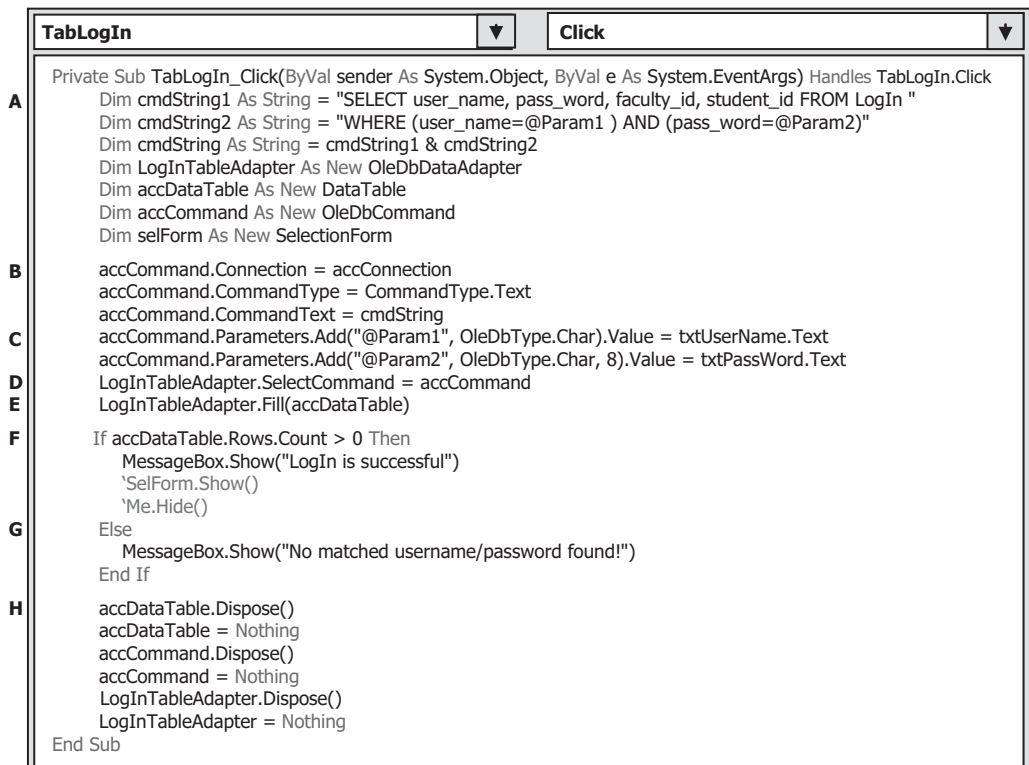 TabLogIn Click
Private Sub TabLogIn_Click(ByVal sender As System.Object, ByVal e As System.EventArgs) Handles TabLogIn.Click
A Dim cmdString1 As String = "SELECT user_name, pass_word, faculty_id, student_id FROM LogIn "
Dim cmdString2 As String = "WHERE (user_name=@Param1 ) AND (pass_word=@Param2)"
Dim cmdString As String = cmdString1 & cmdString2
Dim LogInTableAdapter As New OleDbDataAdapter
Dim accDataTable As New DataTable
Dim accCommand As New OleDbCommand
Dim selForm As New SelectionForm
B accCommand.Connection = accConnection
accCommand.CommandType = CommandType.Text
accCommand.CommandText = cmdString
C accCommand.Parameters.Add("@Param1", OleDbType.Char).Value = txtUserName.Text
accCommand.Parameters.Add("@Param2", OleDbType.Char, 8).Value = txtPassWord.Text
D LogInTableAdapter.SelectCommand = accCommand
E LogInTableAdapter.Fill(accDataTable)
F If accDataTable.Rows.Count > 0 Then
MessageBox.Show("LogIn is successful")
‘SelForm.Show()
‘Me.Hide()
G Else
MessageBox.Show("No matched username/password found!")
End If
H accDataTable.Dispose()
accDataTable = Nothing
accCommand.Dispose()
accCommand = Nothing
LogInTableAdapter.Dispose()
LogInTableAdapter = Nothing
End Sub